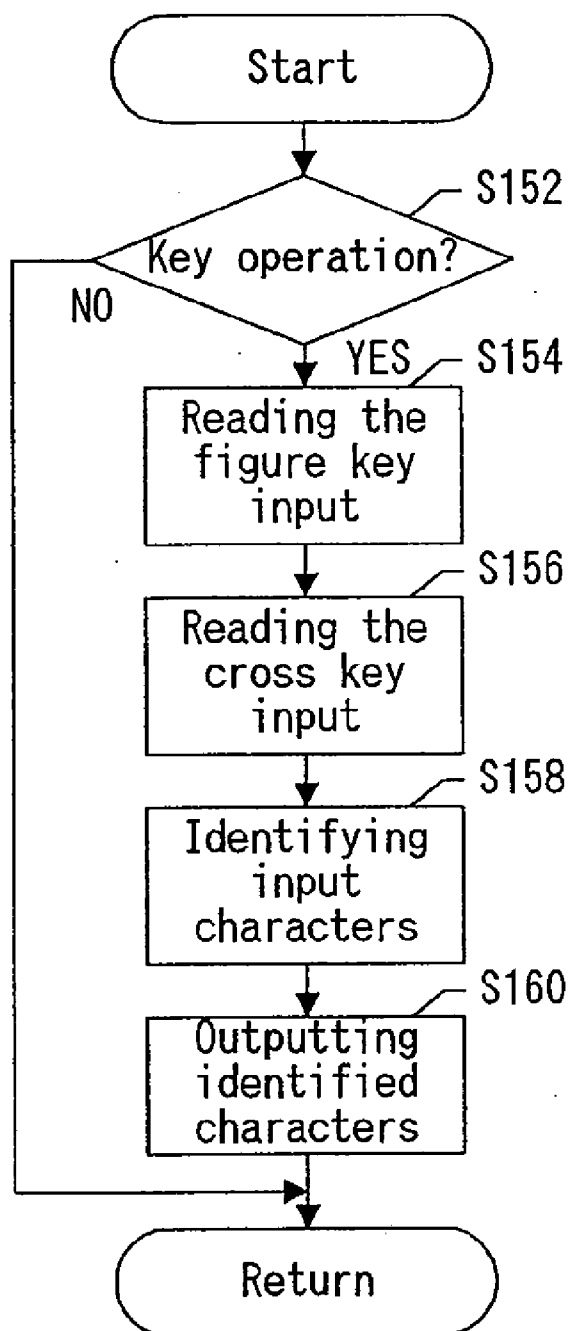 Start
S152
Key operation?
NO
YES
S154
Reading the
figure key
input
S156
Reading the
cross key
input
S158
Identifying
input
characters
S160
Outputting
identified
characters
Return